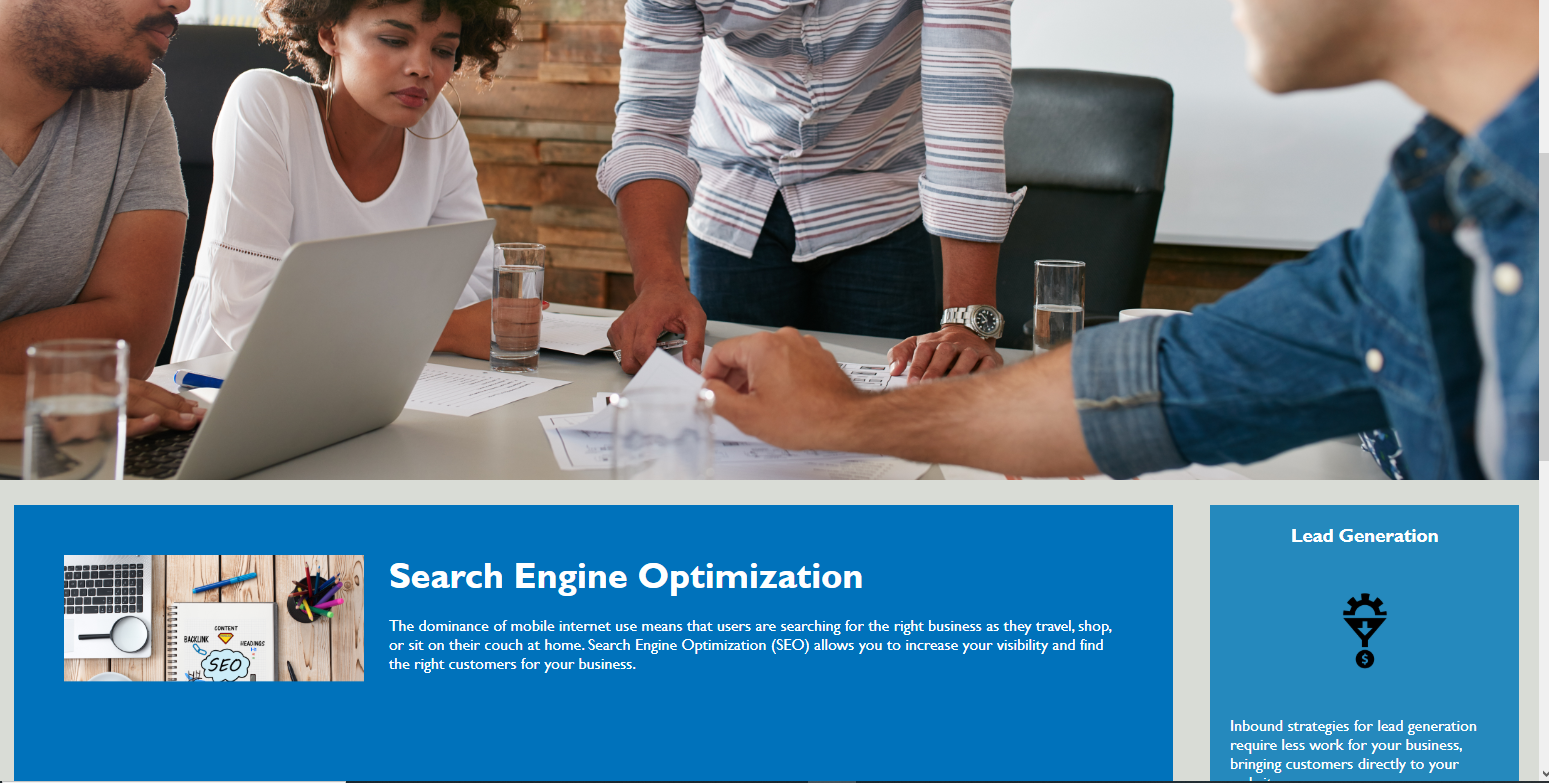 Search Engine Optimization
The dominance of mobile internet use means that users are searching for the right business as they travel, shop,
or sit on their couch at home. Search Engine Optimization (SEO) allows you to increase your visibility and find
the right customers for your business.
CONTENT
BACKLINK
HEADINGS
SEO
Lead Generation
$
Inbound strategies for lead generation
require less work for your business,
bringing customers directly to your